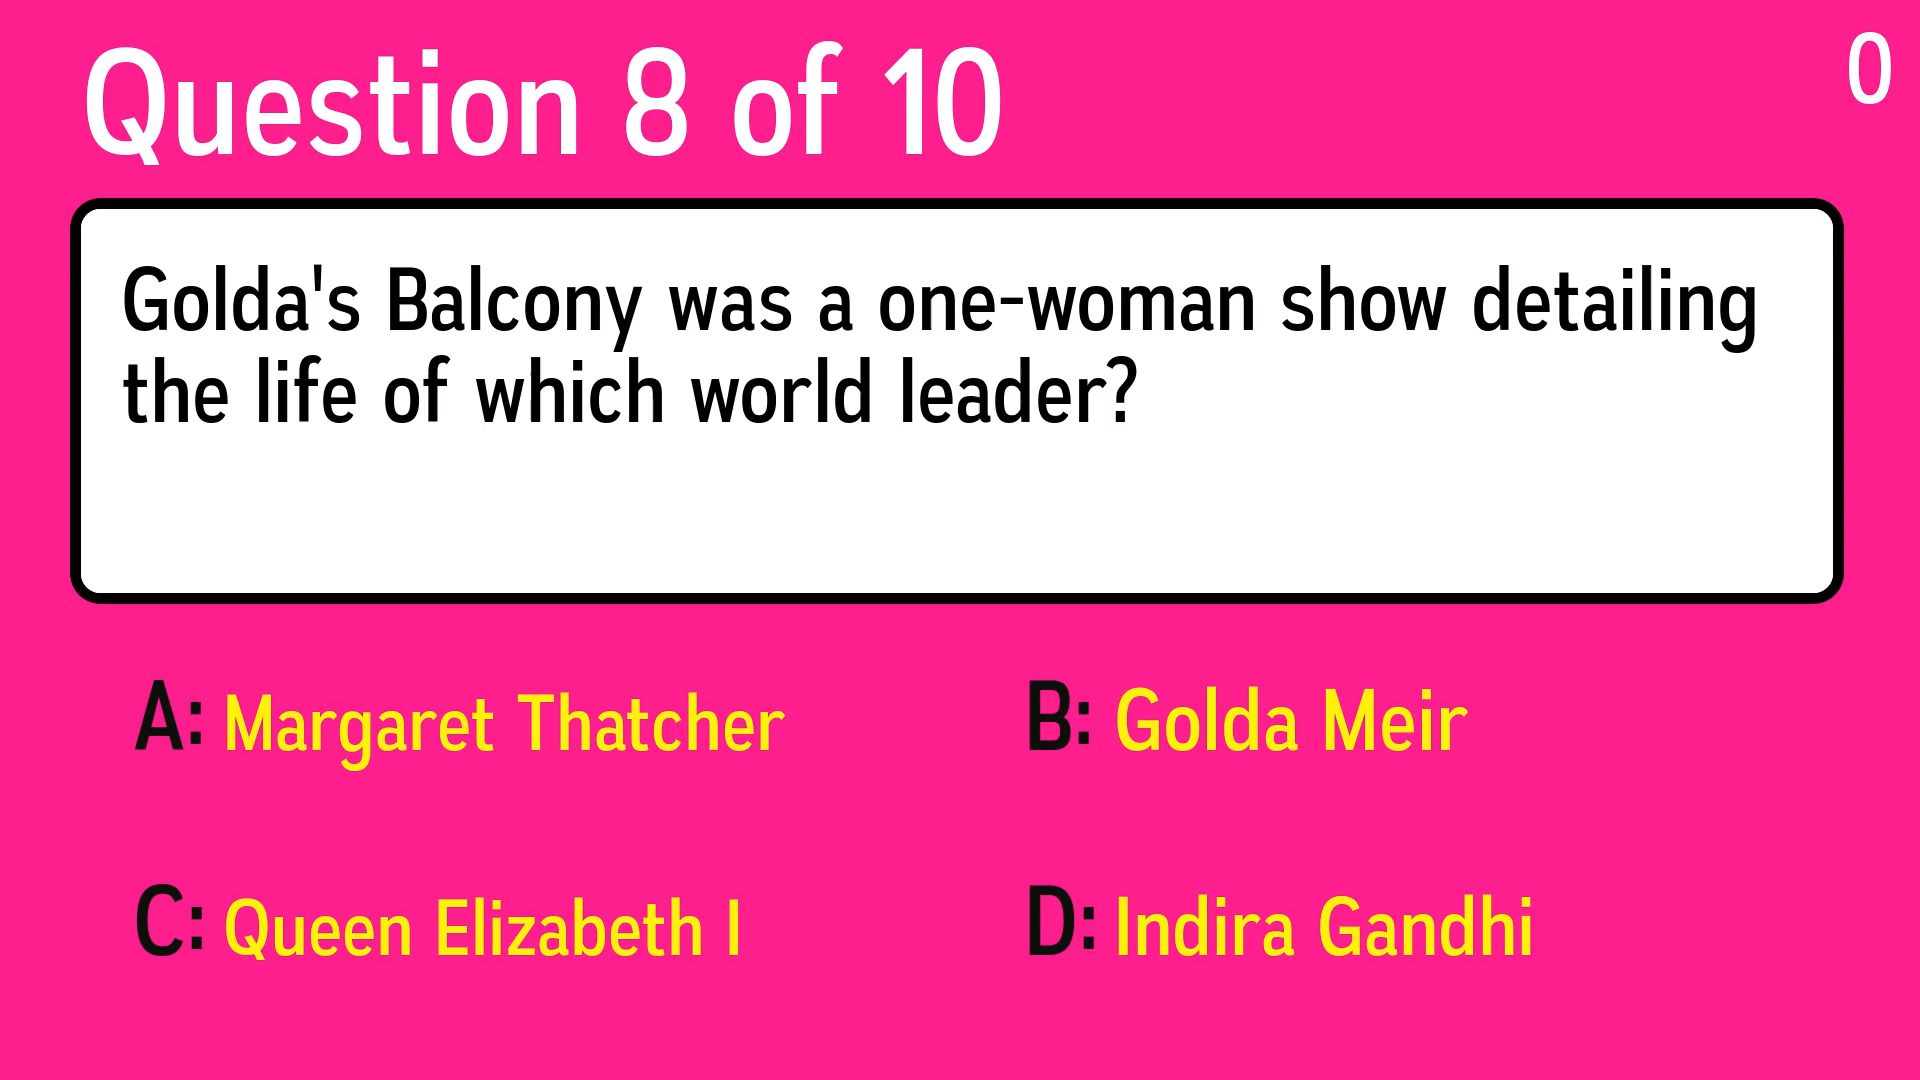 Question 8 of 10
0
Golda's Balcony was a one-woman show detailing
the life of which world leader?
A: Margaret Thatcher
B: Golda Meir
C: Queen Elizabeth I
D: Indira Gandhi